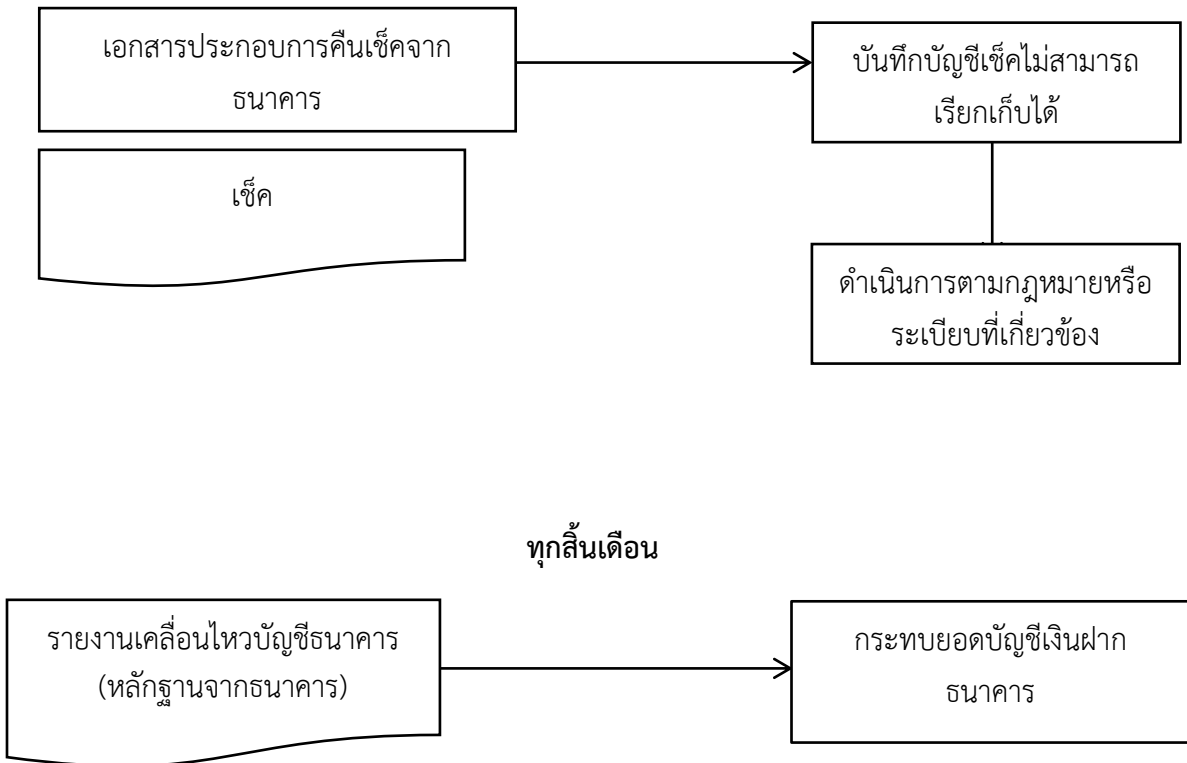 เอกสารประกอบการคืนเช็คจาก
ธนาคาร
บันทึกบัญชีเช็คไม่สามารถ
เรียกเก็บได้
เช็ค
ดำเนินการตามกฎหมายหรือ
ระเบียบที่เกี่ยวข้อง
ทุกสิ้นเดือน
รายงานเคลื่อนไหวบัญชีธนาคาร
(หลักฐานจากธนาคาร)
กระทบยอดบัญชีเงินฝาก
ธนาคาร